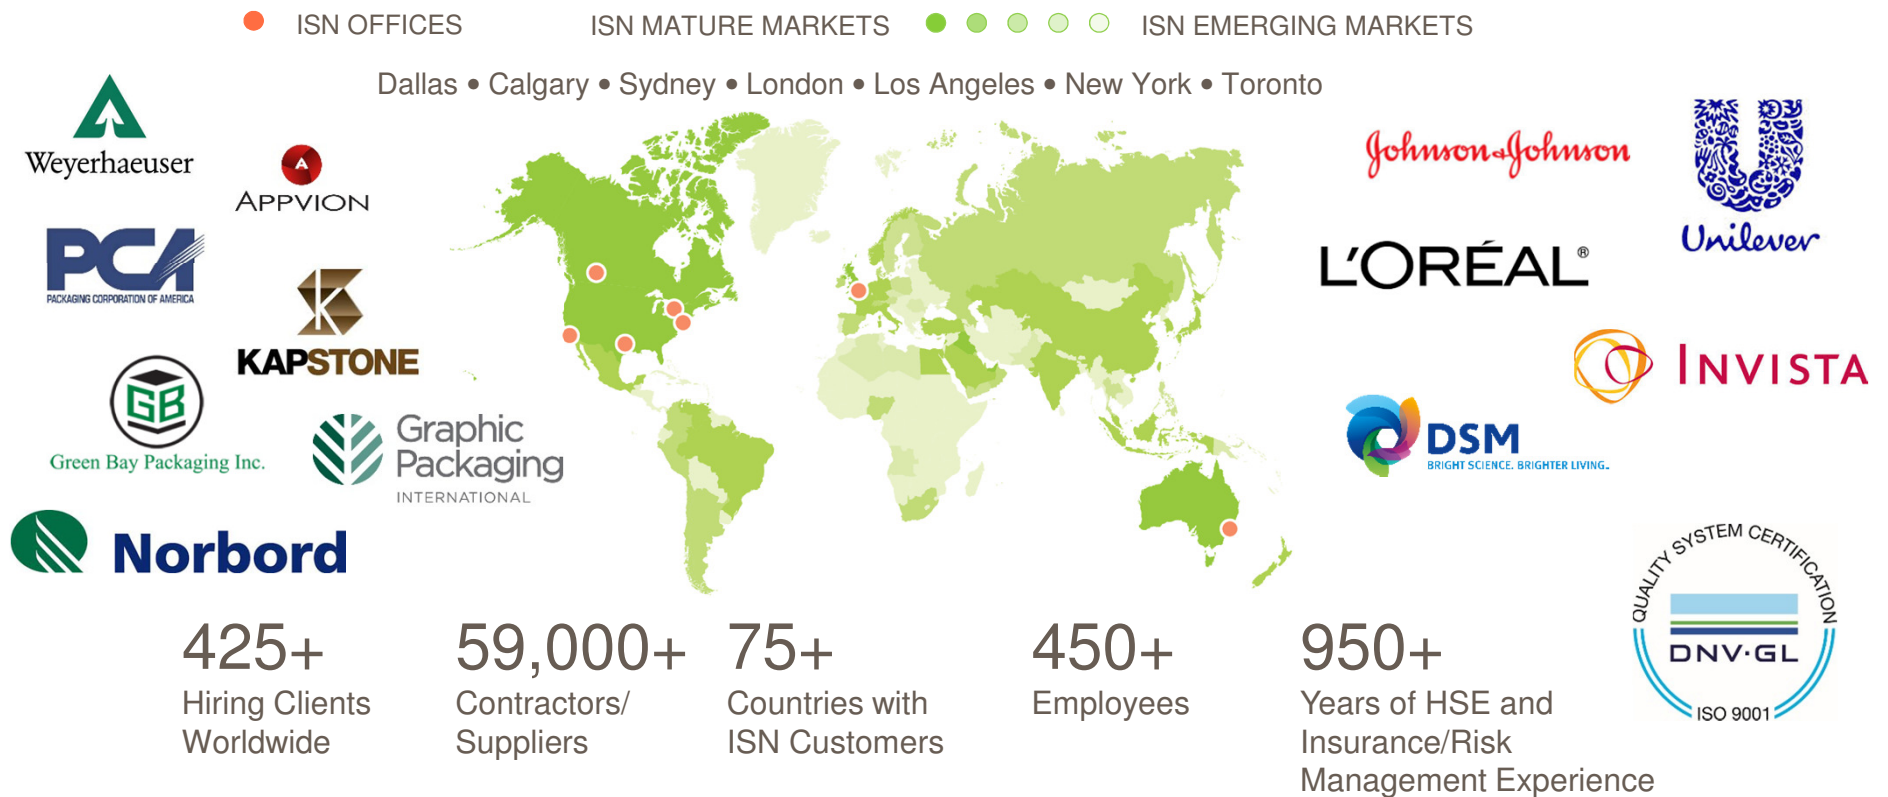 ISN OFFICES
ISN MATURE MARKETS
ISN EMERGING MARKETS
Dallas • Calgary • Sydney • London • Los Angeles • New York • Toronto
Weyerhaeuser
A
APPVION
PCA
PACKAGING CORPORATION OF AMERICA
K
KAPSTONE
GB
Green Bay Packaging Inc.
Graphic
Packaging
INTERNATIONAL
Norbord
Johnson & Johnson
U
Unilever
L'ORÉAL®
INVISTA
DSM
BRIGHT SCIENCE. BRIGHTER LIVING.
QUALITY SYSTEM CERTIFICATION
DNV·GL
ISO 9001
425+
Hiring Clients
Worldwide
59,000+
Contractors/
Suppliers
75+
Countries with
ISN Customers
450+
Employees
950+
Years of HSE and
Insurance/Risk
Management Experience